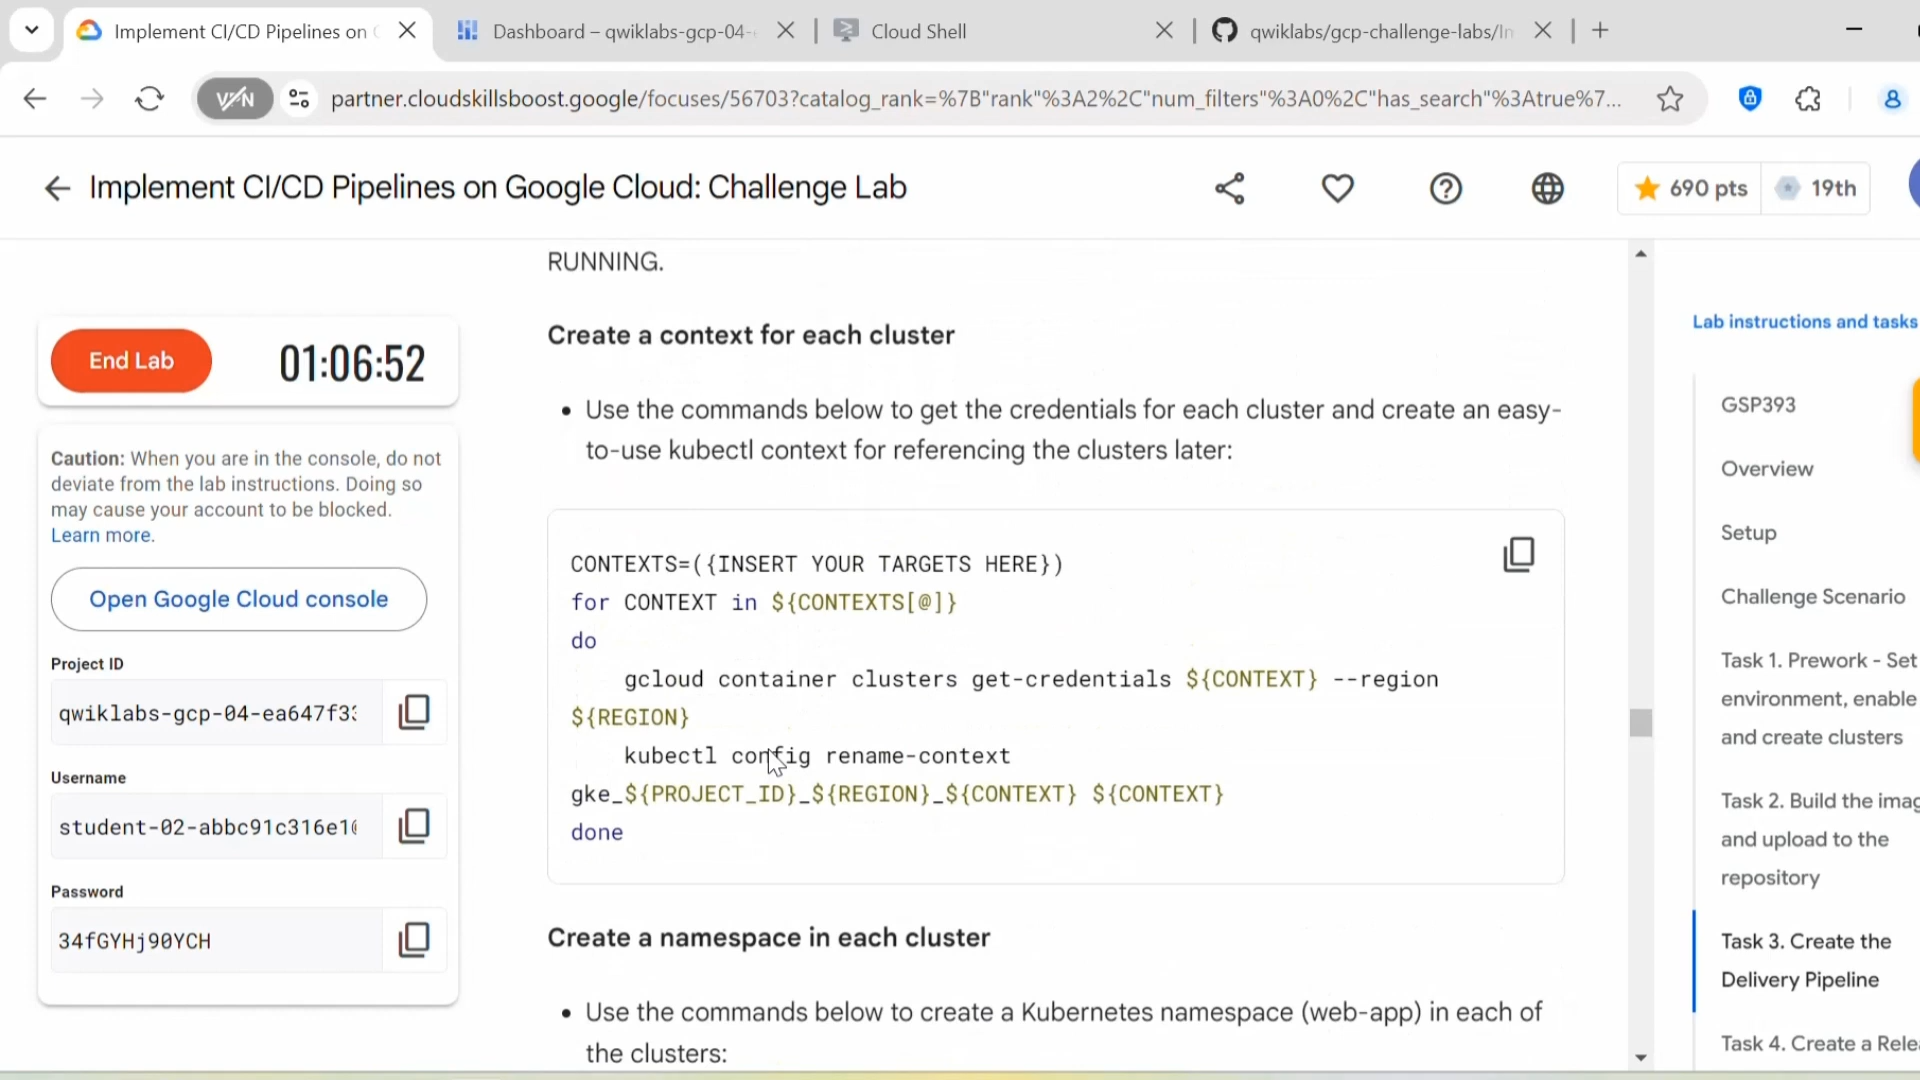 Implement CI/CD Pipelines on
Dashboard – qwiklabs-gcp-04-
Cloud Shell
qwiklabs/gcp-challenge-labs/In
VPN
partner.cloudskillsboost.google/focuses/56703?catalog_rank=%7B"rank"%3A2%2C"num_filters"%3A0%2C"has_search"%3Atrue%7...
Implement CI/CD Pipelines on Google Cloud: Challenge Lab
690 pts
19th
End Lab
01:06:52
Caution: When you are in the console, do not
deviate from the lab instructions. Doing so
may cause your account to be blocked.
Learn more.
Open Google Cloud console
Project ID
qwiklabs-gcp-04-ea647f33
Username
student-02-abbc91c316e1
Password
34fGYHj90YCH
RUNNING.
Create a context for each cluster
• Use the commands below to get the credentials for each cluster and create an easy-
to-use kubectl context for referencing the clusters later:
CONTEXTS=({INSERT YOUR TARGETS HERE})
for CONTEXT in ${CONTEXTS[@]}
do
gcloud container clusters get-credentials ${CONTEXT} --region
${REGION}
kubectl config rename-context
gke_${PROJECT_ID}_${REGION}_${CONTEXT} ${CONTEXT}
done
Create a namespace in each cluster
• Use the commands below to create a Kubernetes namespace (web-app) in each of
the clusters:
Lab instructions and tasks
GSP393
Overview
Setup
Challenge Scenario
Task 1. Prework - Set
environment, enable
and create clusters
Task 2. Build the imag
and upload to the
repository
Task 3. Create the
Delivery Pipeline
Task 4. Create a Rele